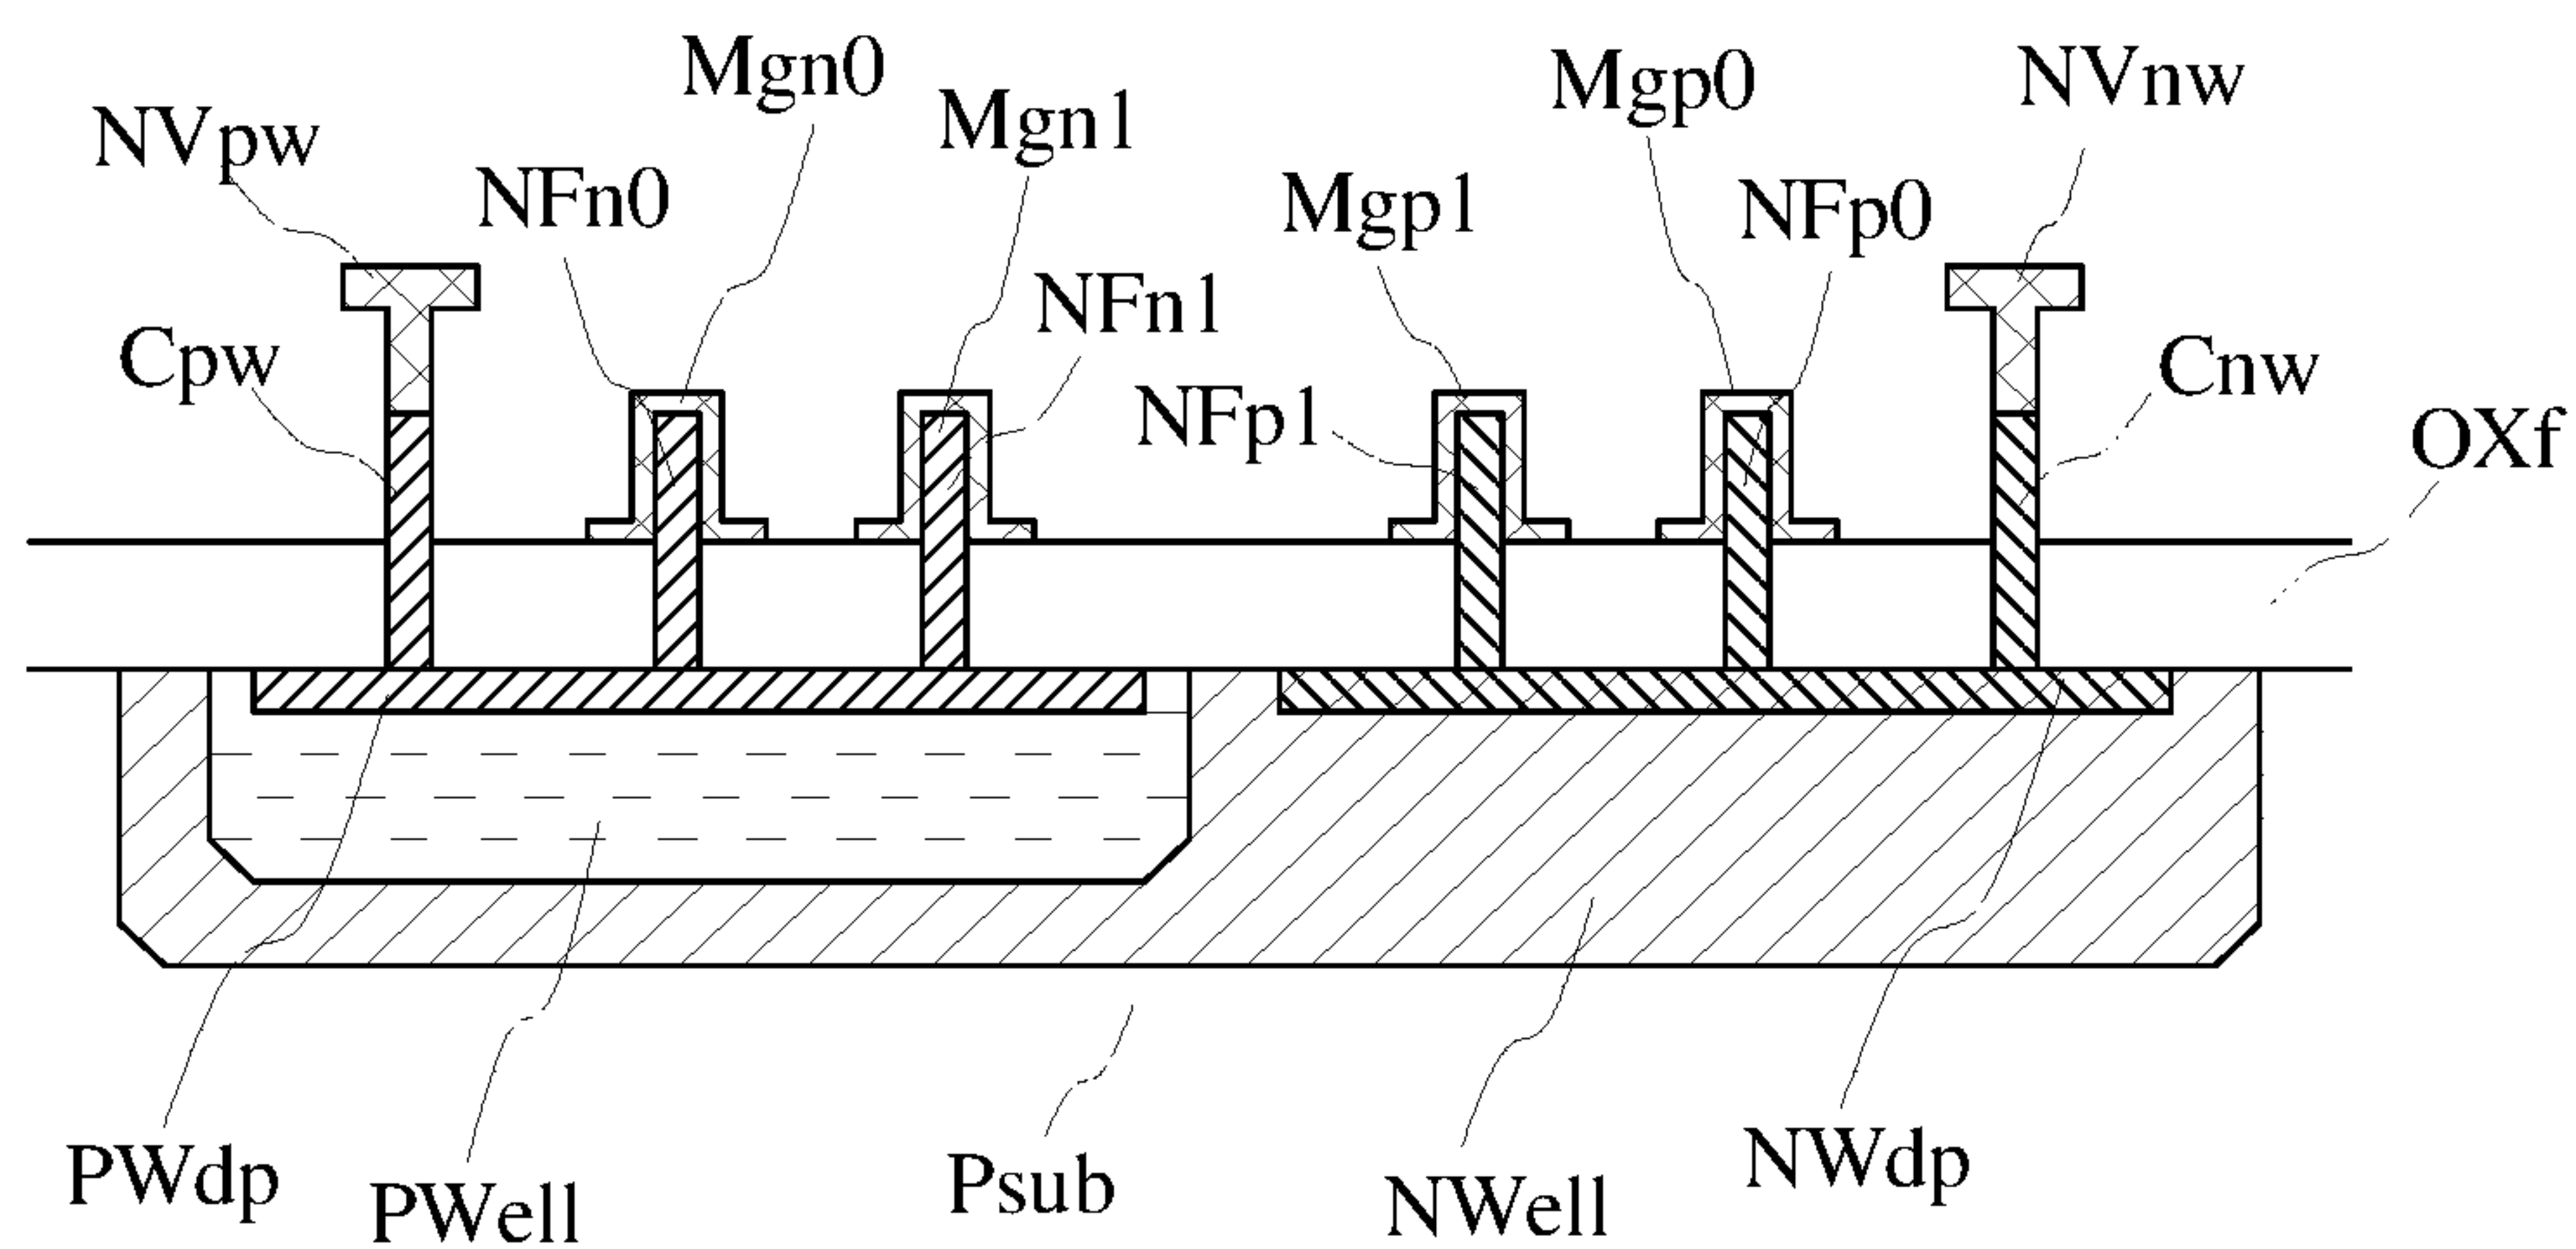 Mgn0
NVnw
Mgp0
Mgn1
NVpw
NFn0
Mgp1
NFp0
NFn1
Cpw
Cnw
NFp1
OXf
PWdp
NWdp
Psub
NWell
PWell